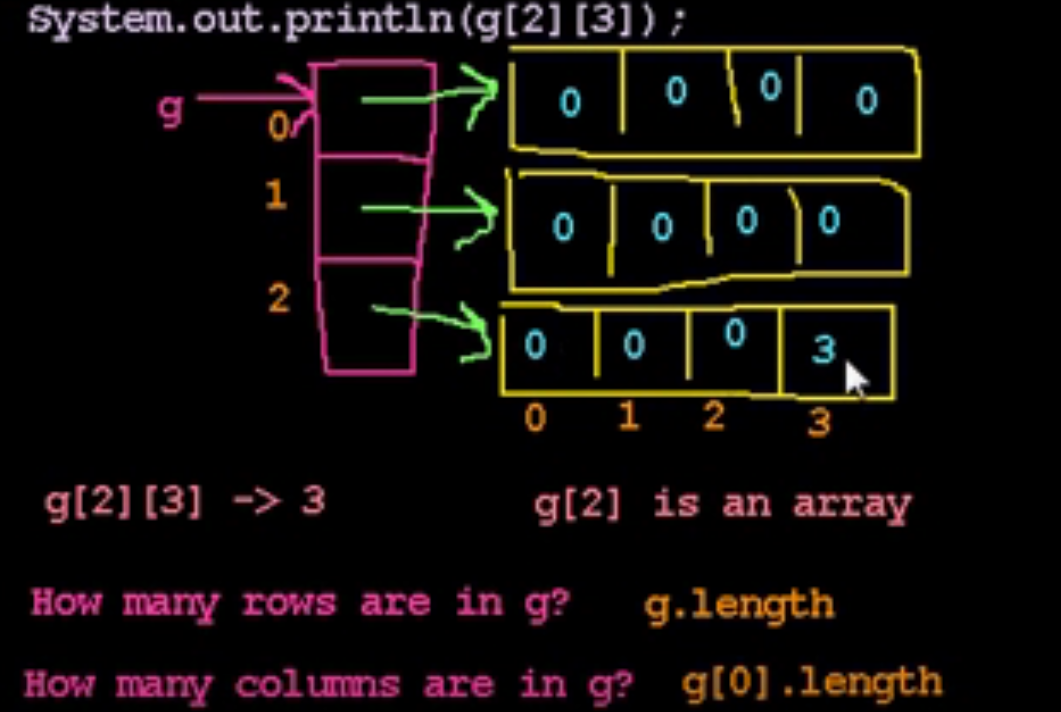 System.out.println(g[2][3]);
g
0
0 0 0 0
1
0 0 0 0
2
0 0 0 3
0 1 2 3
g[2][3] -> 3 g[2] is an array
How many rows are in g? g.length
How many columns are in g? g[0].length